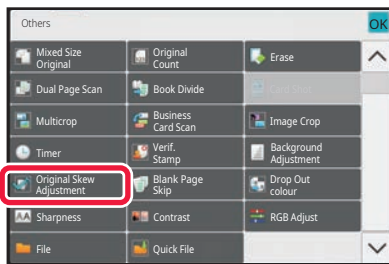 Others
OK
Mixed Size
Original
Original
Count
Erase
Dual Page Scan
Book Divide
Card Shot
Multicrop
Business
Card Scan
Image Crop
Timer
Verif.
Stamp
Background
Adjustment
Original Skew
Adjustment
Blank Page
Skip
Drop Out
colour
Sharpness
Contrast
RGB Adjust
File
Quick File